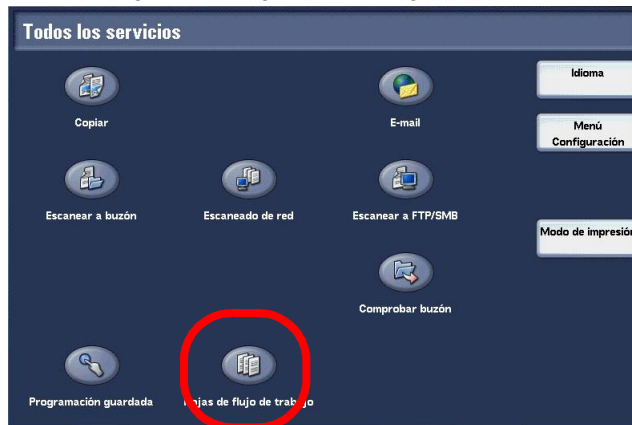 Todos los servicios
Copiar
E-mail
Idioma
Menú
Configuración
Escanear a buzón
Escaneado de red
Escanear a FTP/SMB
Modo de impresión
Comprobar buzón
Programación guardada
Hojas de flujo de trabajo